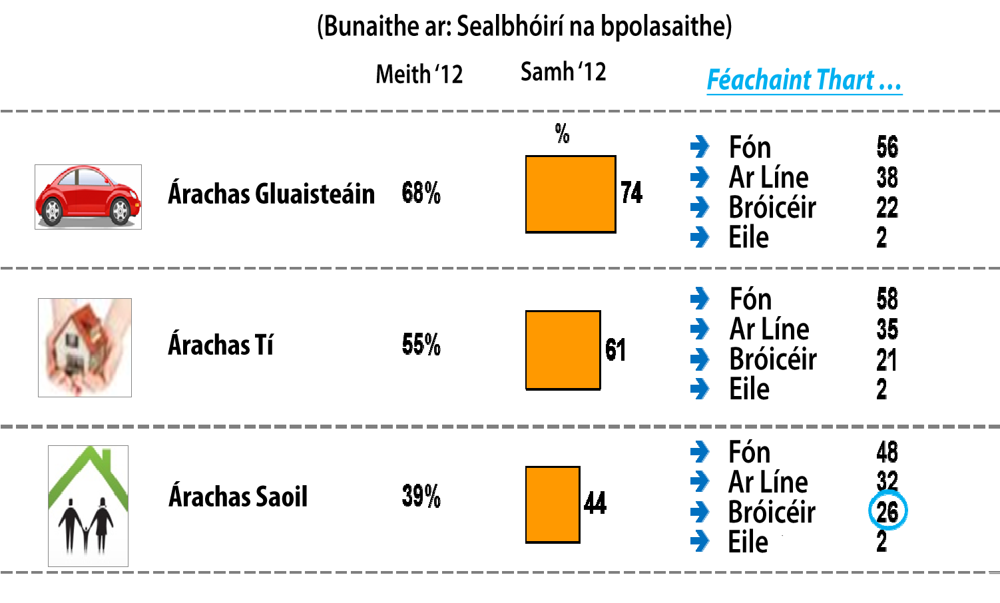 (Bunaithe ar: Sealbhóirí na bpolasaithe)
Meith ‘12 Samh ‘12 Féachaint Thart ...
%
Árachas Gluaisteáin 68% 74
Fón 56
Ar Líne 38
Bróicéir 22
Eile 2
Árachas Tí 55% 61
Fón 58
Ar Líne 35
Bróicéir 21
Eile 2
Árachas Saoil 39% 44
Fón 48
Ar Líne 32
Bróicéir 26
Eile 2